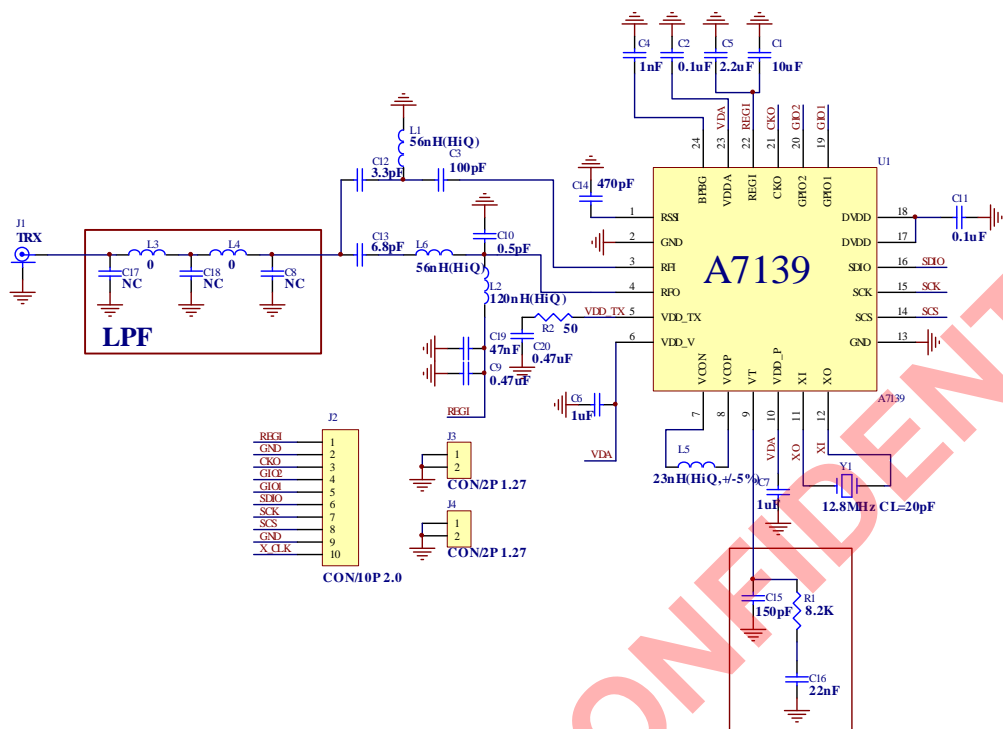 C4
1nF
C2
0.1uF
C5
2.2uF
C1
10uF
L1
56nH(HiQ)
C12
3.3pF
C3
100pF
VDA
REGI
CKO
GIO2
GIO1
24
23
22
21
20
19
U1
BPBG
VDDA
REGI
CKO
GPIO2
GPIO1
C14
470pF
1
RSSI
2
GND
3
RFI
4
RFO
5
VDD_TX
6
VDD_V
A7139
DVDD
18
DVDD
17
SDIO
16
SDIO
SCK
15
SCK
SCS
14
SCS
GND
13
C11
0.1uF
J1
TRX
L3
0
L4
0
C17
NC
C18
NC
C8
NC
LPF
C13
6.8pF
L6
56nH(HiQ)
C10
0.5pF
L2
120nH(HiQ)
VDD_TX
R2
50
C19
47nF
C20
0.47uF
C9
0.47uF
REGI
C6
1uF
VDA
VCON
VCOP
VT
VDD_P
XI
XO
A7139
7
8
9
10
11
12
L5
23nH(HiQ,+/-5%)
VDA
XO
XI
C7
1uF
Y1
12.8MHz CL=20pF
J2
REGI
1
GND
2
CKO
3
GIO2
4
GIO1
5
SDIO
6
SCK
7
SCS
8
GND
9
X_CLK
10
CON/10P 2.0
J3
1
2
CON/2P 1.27
J4
1
2
CON/2P 1.27
C15
150pF
R1
8.2K
C16
22nF
ONFIDENT